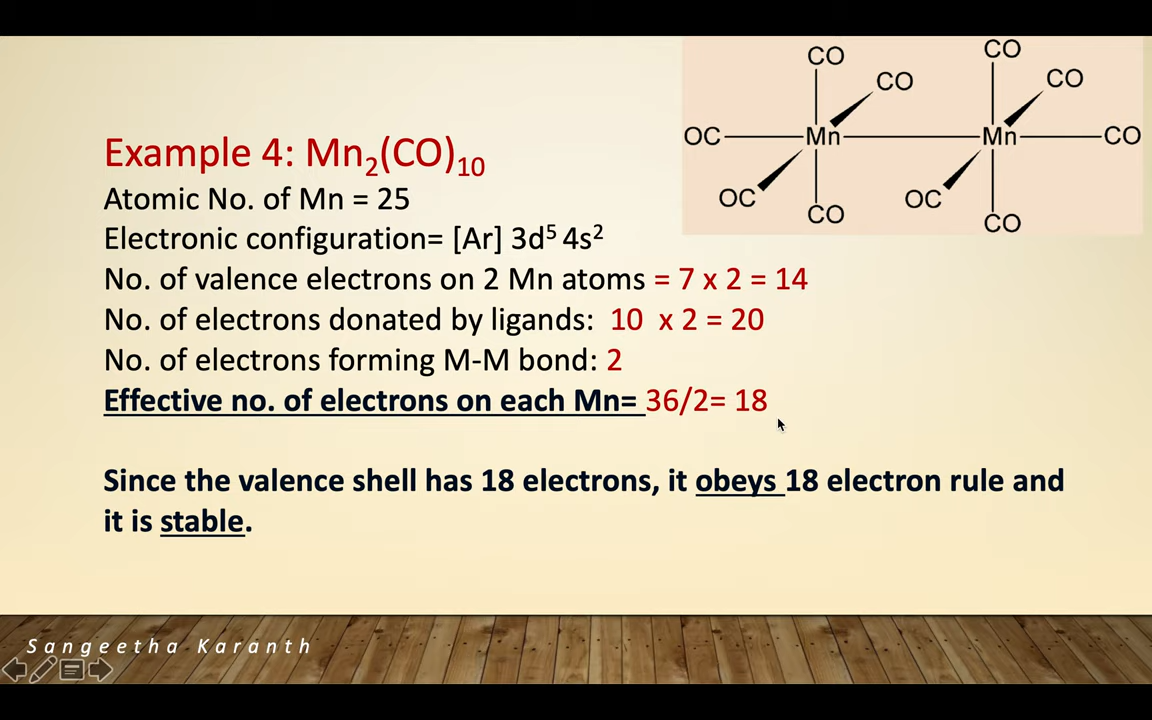 CO CO
CO CO
OC Mn Mn CO
OC OC
CO CO
Example 4: Mn₂(CO)₁₀
Atomic No. of Mn = 25
Electronic configuration= [Ar] 3d⁵ 4s²
No. of valence electrons on 2 Mn atoms = 7 x 2 = 14
No. of electrons donated by ligands: 10 x 2 = 20
No. of electrons forming M-M bond: 2
Effective no. of electrons on each Mn= 36/2= 18
Since the valence shell has 18 electrons, it obeys 18 electron rule and
it is stable.
Sangeetha Karanth